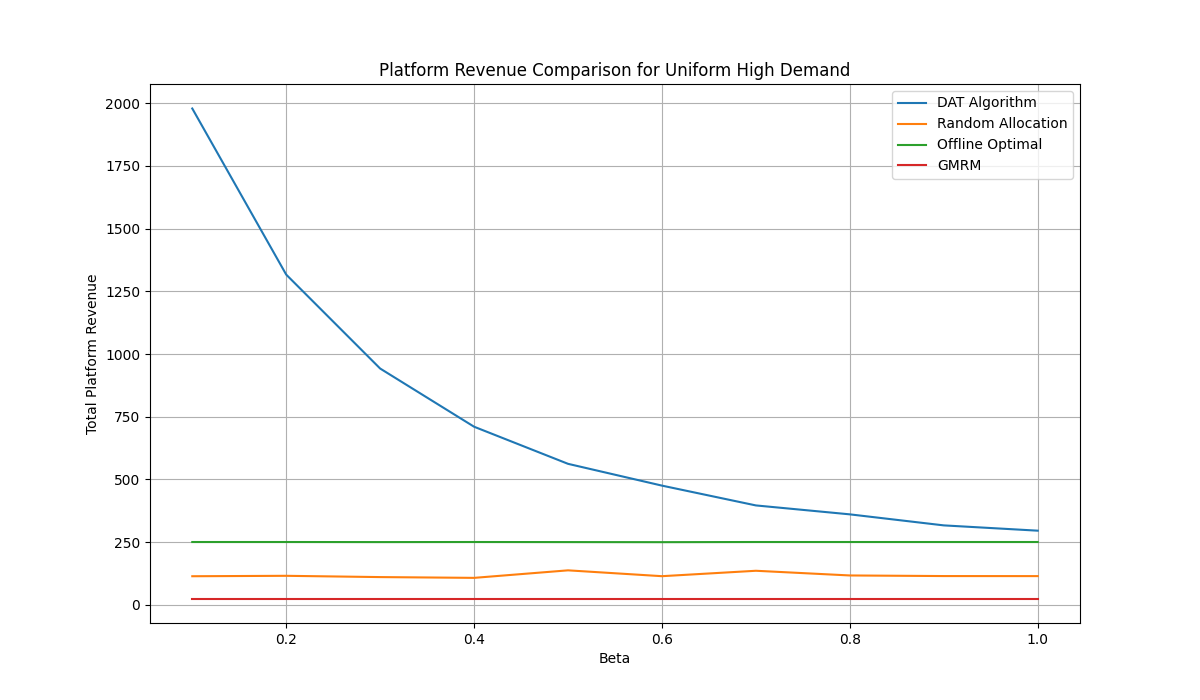 Platform Revenue Comparison for Uniform High Demand
DAT Algorithm
Random Allocation
Offline Optimal
GMRM
Total Platform Revenue
2000
1750
1500
1250
1000
750
500
250
0
0.2 0.4 0.6 0.8 1.0
Beta